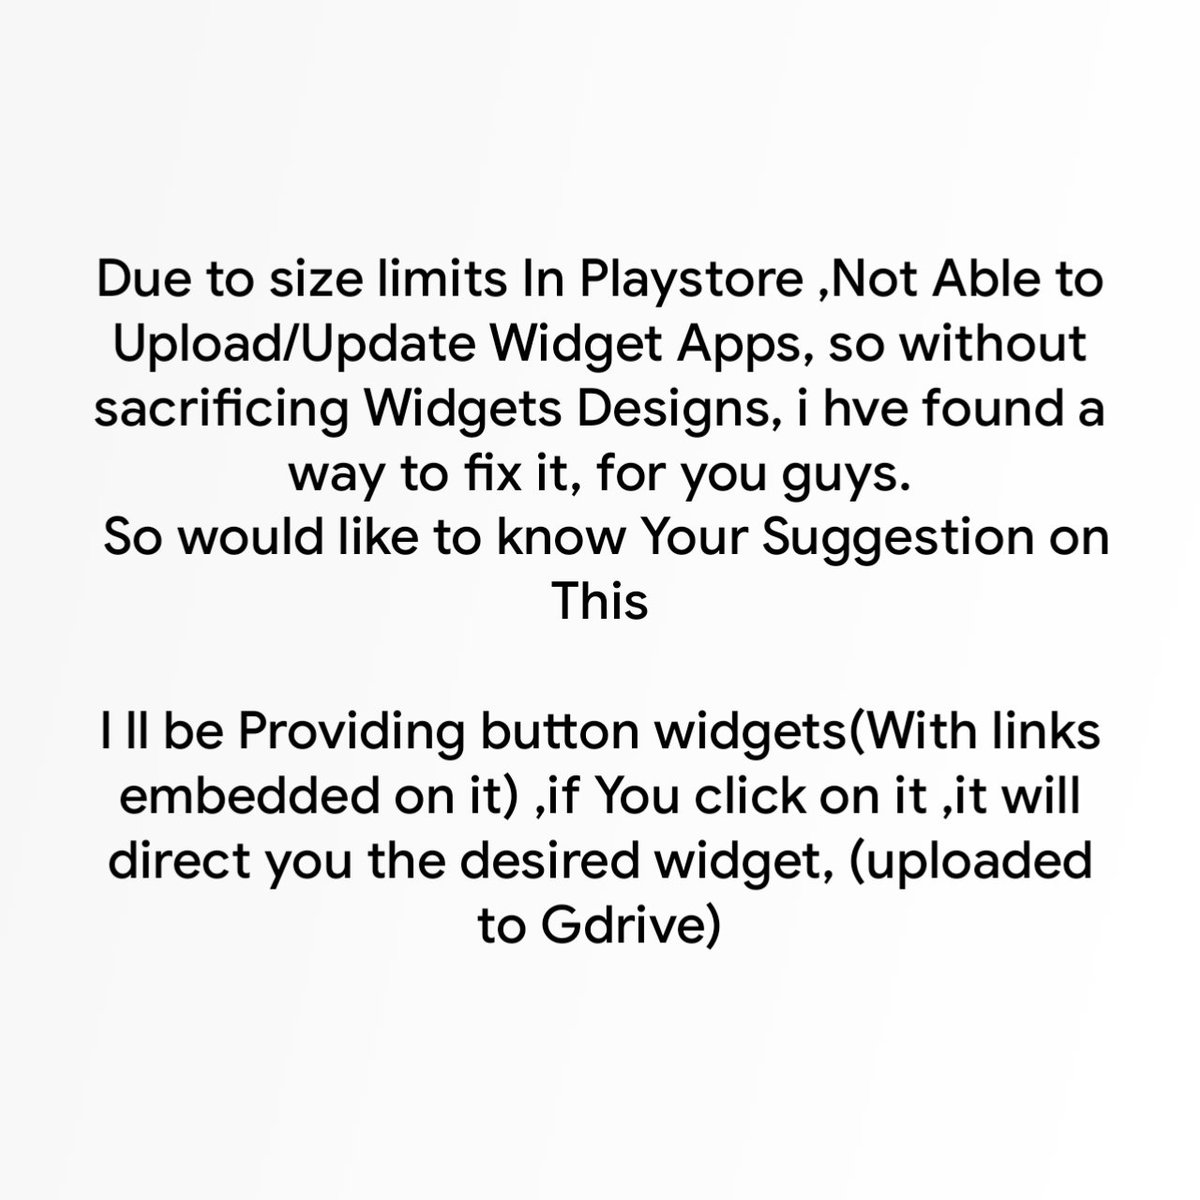 Due to size limits In Playstore ,Not Able to
Upload/Update Widget Apps, so without
sacrificing Widgets Designs, i hve found a
way to fix it, for you guys.
So would like to know Your Suggestion on
This
I ll be Providing button widgets(With links
embedded on it) ,if You click on it ,it will
direct you the desired widget, (uploaded
to Gdrive)